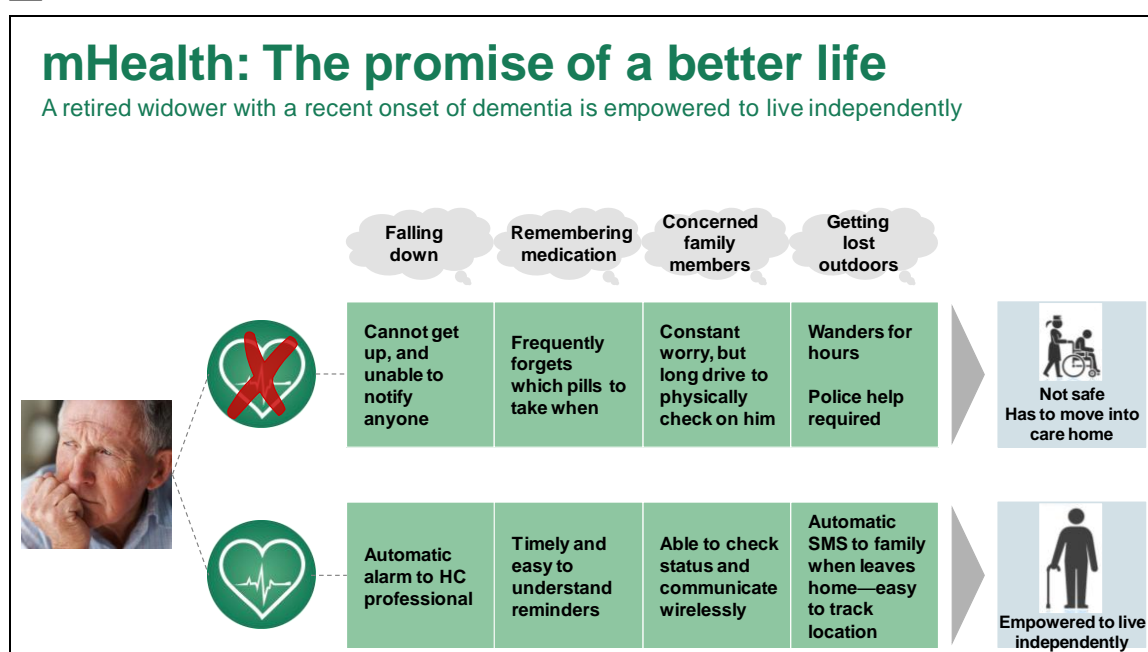 mHealth: The promise of a better life
A retired widower with a recent onset of dementia is empowered to live independently
Falling
down
Remembering
medication
Concerned
family
members
Getting
lost
outdoors
Cannot get
up, and
unable to
notify
anyone
Frequently
forgets
which pills to
take when
Constant
worry, but
long drive to
physically
check on him
Wanders for
hours
Police help
required
Not safe
Has to move into
care home
Automatic
alarm to HC
professional
Timely and
easy to
understand
reminders
Able to check
status and
communicate
wirelessly
Automatic
SMS to family
when leaves
home—easy
to track
location
Empowered to live
independently